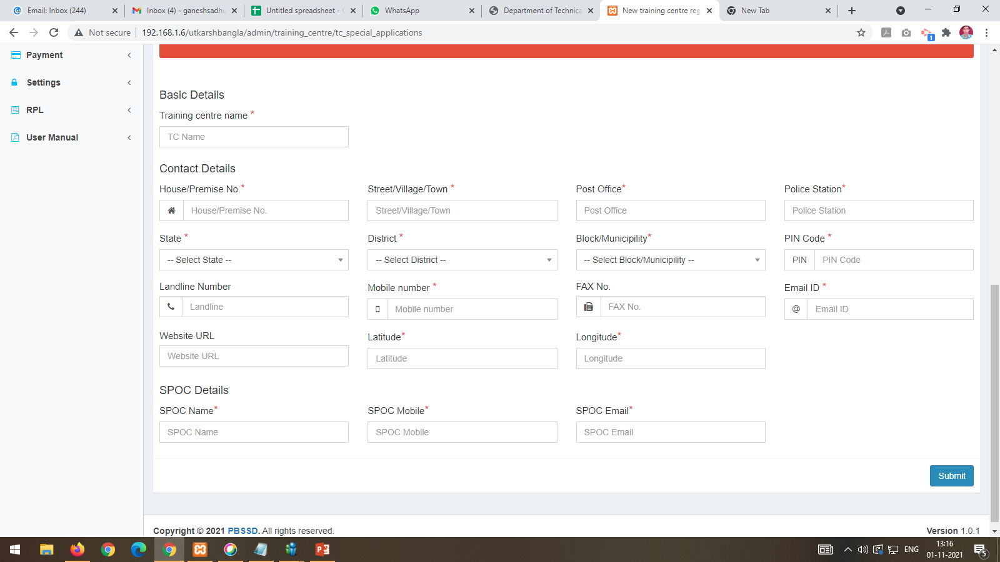 Email: Inbox (244)
Inbox (4) - ganeshsadhu
Untitled spreadsheet -
WhatsApp
Department of Technica
New training centre reg
New Tab
Not secure
192.168.1.6/utkarshbangla/admin/training_centre/tc_special_applications
1
Payment
Settings
RPL
User Manual
Basic Details
Training centre name *
TC Name
Contact Details
House/Premise No.* Street/Village/Town * Post Office* Police Station*
House/Premise No. Street/Village/Town Post Office Police Station
State * District * Block/Municipility* PIN Code *
-- Select State -- -- Select District -- -- Select Block/Municipility -- PIN PIN Code
Landline Number Mobile number * FAX No. Email ID *
Landline Mobile number FAX No. @ Email ID
Website URL Latitude* Longitude*
Website URL Latitude Longitude
SPOC Details
SPOC Name* SPOC Mobile* SPOC Email*
SPOC Name SPOC Mobile SPOC Email
Submit
Copyright © 2021 PBSSD. All rights reserved. Version 1.0.1
ENG
13:16
01-11-2021
5